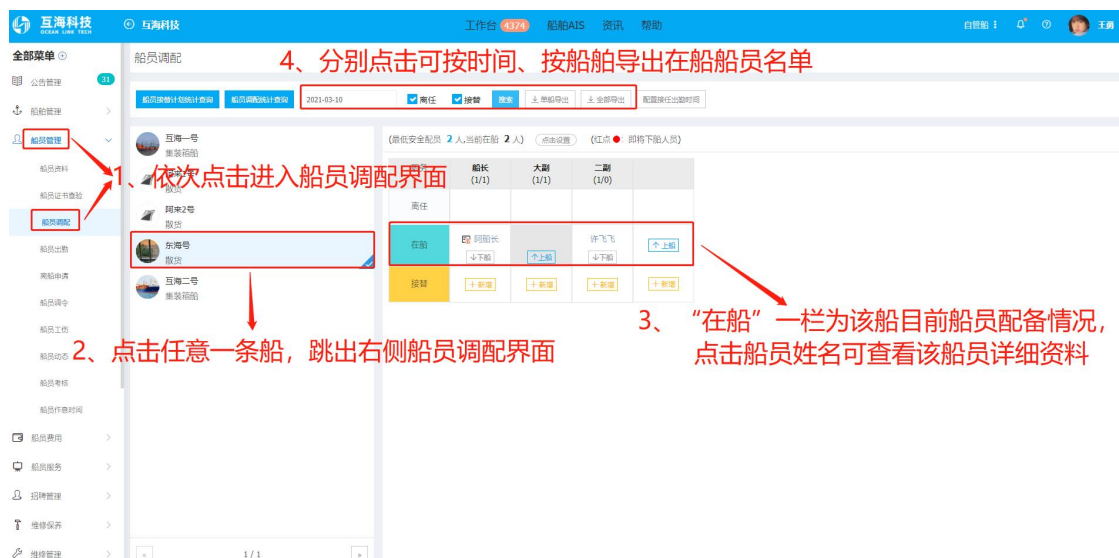 互海科技
OCEAN LINK TECH
互海科技
工作台 4374 船舶AIS 资讯 帮助
自管船
王勇
全部菜单
船员调配
4、分别点击可按时间、按船舶导出在船船员名单
公告管理 31
船舶管理
船员管理
船员资料
船员证书查验
船员调配
船员出勤
离船申请
船员调令
船员工伤
船员动态
船员考核
船员作息时间
船员费用
船员服务
招聘管理
维修保养
维修管理
船员接替计划统计查询 船员调配统计查询 2021-03-10 离任 接替 搜索 单船导出 全部导出 配置接任出勤时间
互海一号
集装箱船
散货
阿来2号
散货
东海号
散货
互海二号
集装箱船
1 / 1
(最低安全配员 2 人,当前在船 2 人) 点击设置 (红点 即将下船人员)
船长 大副 二副
(1/1) (1/1) (1/0)
离任
在船 阿船长 许飞飞 上船
下船 上船 下船
接替 新增 新增 新增 新增
1、依次点击进入船员调配界面
2、点击任意一条船,跳出右侧船员调配界面
3、“在船”一栏为该船目前船员配备情况,
点击船员姓名可查看该船员详细资料